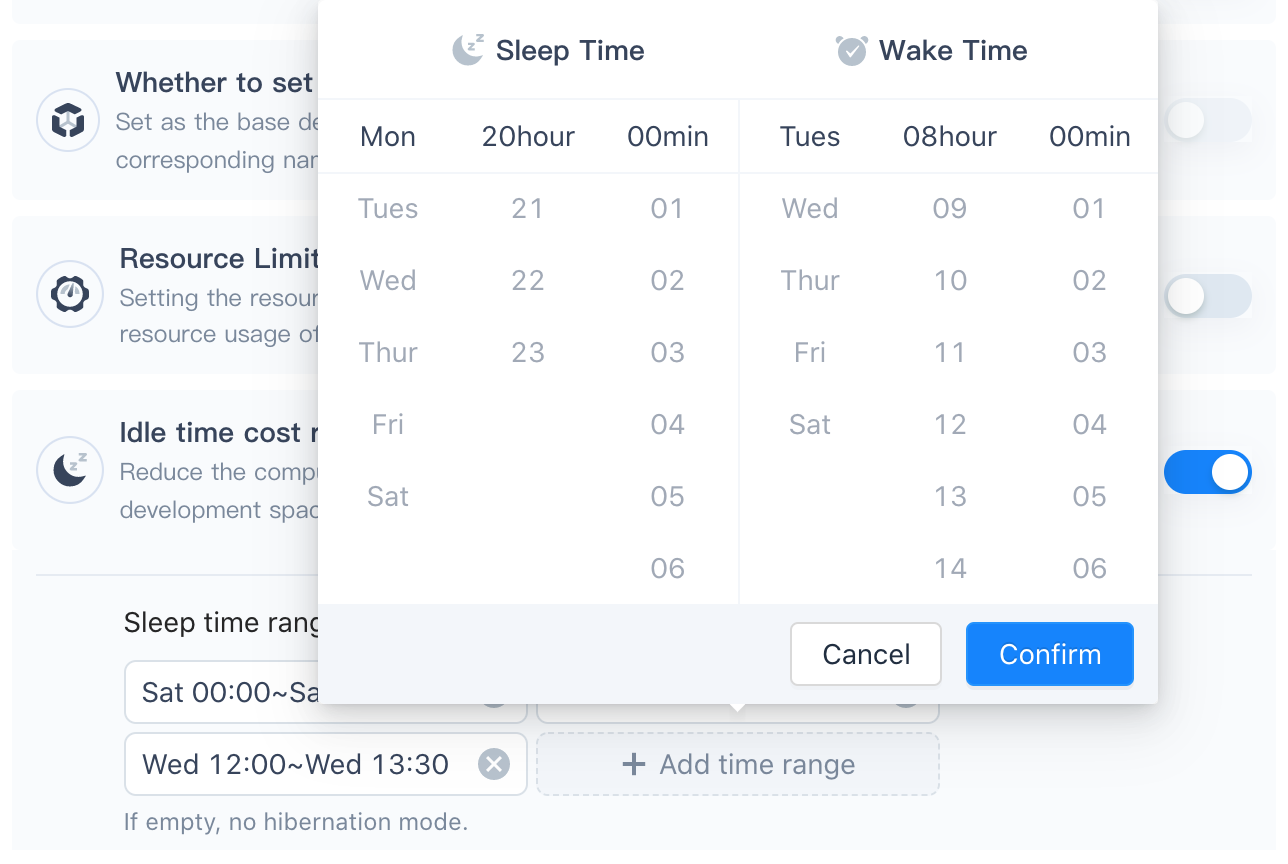 Sleep Time Wake Time
Mon 20hour 00min Tues 08hour 00min
Tues 21 01 Wed 09 01
Wed 22 02 Thur 10 02
Thur 23 03 Fri 11 03
Fri 04 Sat 12 04
Sat 05 13 05
06 14 06
Cancel Confirm
Whether to set
Set as the base de
corresponding nar
Resource Limit
Setting the resour
resource usage of
Idle time cost r
Reduce the compu
development spac
Sleep time rang
Sat 00:00~Sa
Wed 12:00~Wed 13:30
+ Add time range
If empty, no hibernation mode.